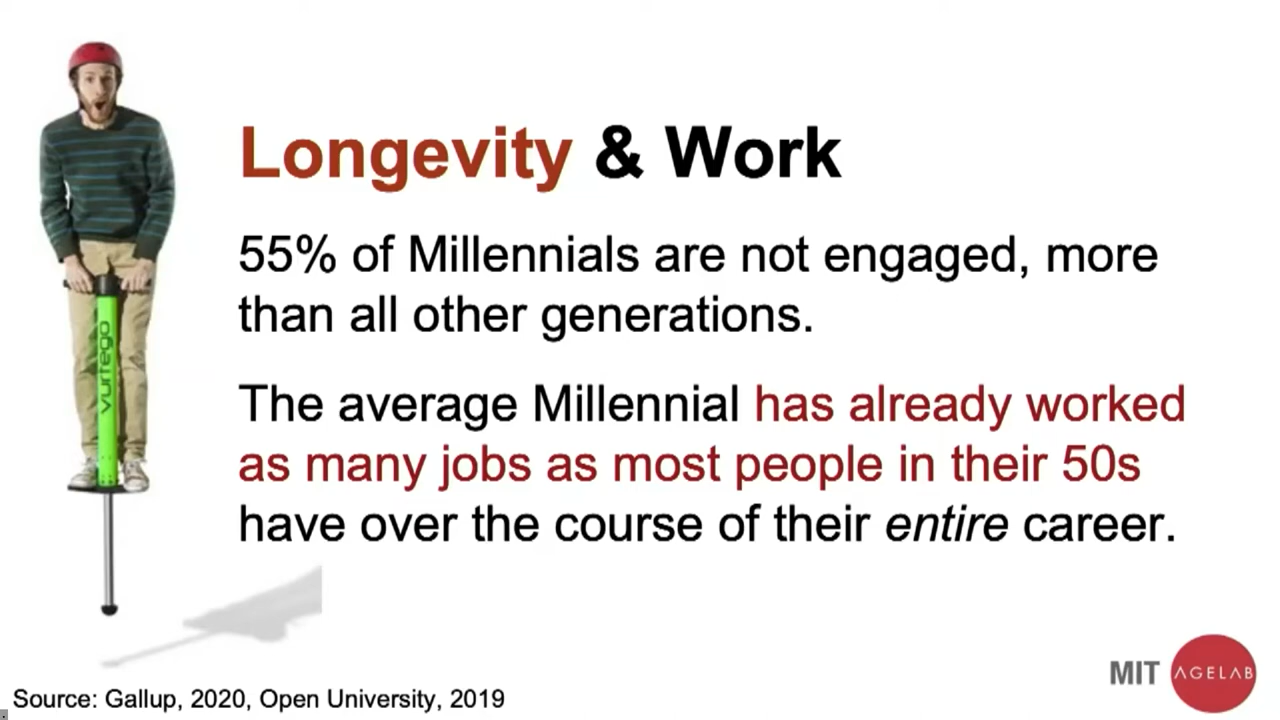 Longevity & Work
55% of Millennials are not engaged, more
than all other generations.
The average Millennial has already worked
as many jobs as most people in their 50s
have over the course of their entire career.
vurtego
MIT AGELAB
Source: Gallup, 2020, Open University, 2019